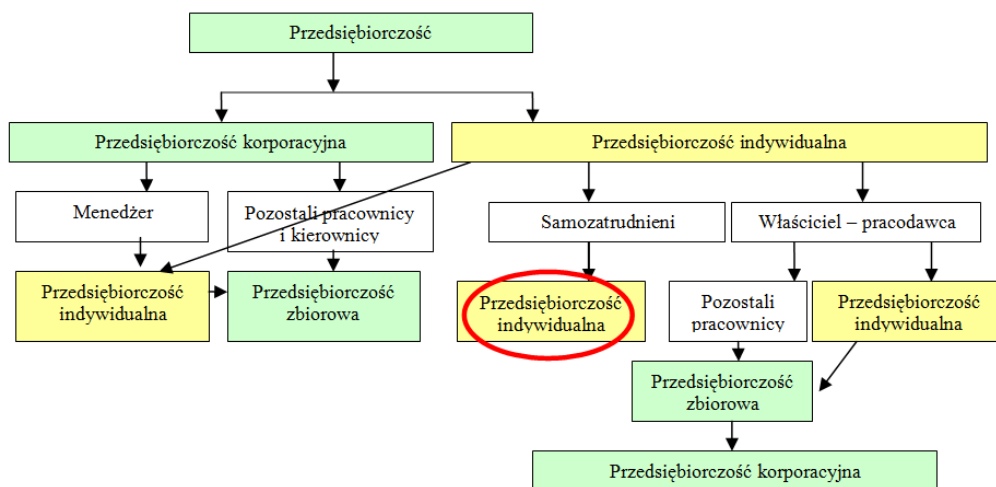 Przedsiębiorczość
Przedsiębiorczość korporacyjna
Przedsiębiorczość indywidualna
Menedżer
Pozostali pracownicy
i kierownicy
Samozatrudnieni
Właściciel – pracodawca
Przedsiębiorczość
indywidualna
Przedsiębiorczość
zbiorowa
Przedsiębiorczość
indywidualna
Pozostali
pracownicy
Przedsiębiorczość
indywidualna
Przedsiębiorczość
zbiorowa
Przedsiębiorczość korporacyjna